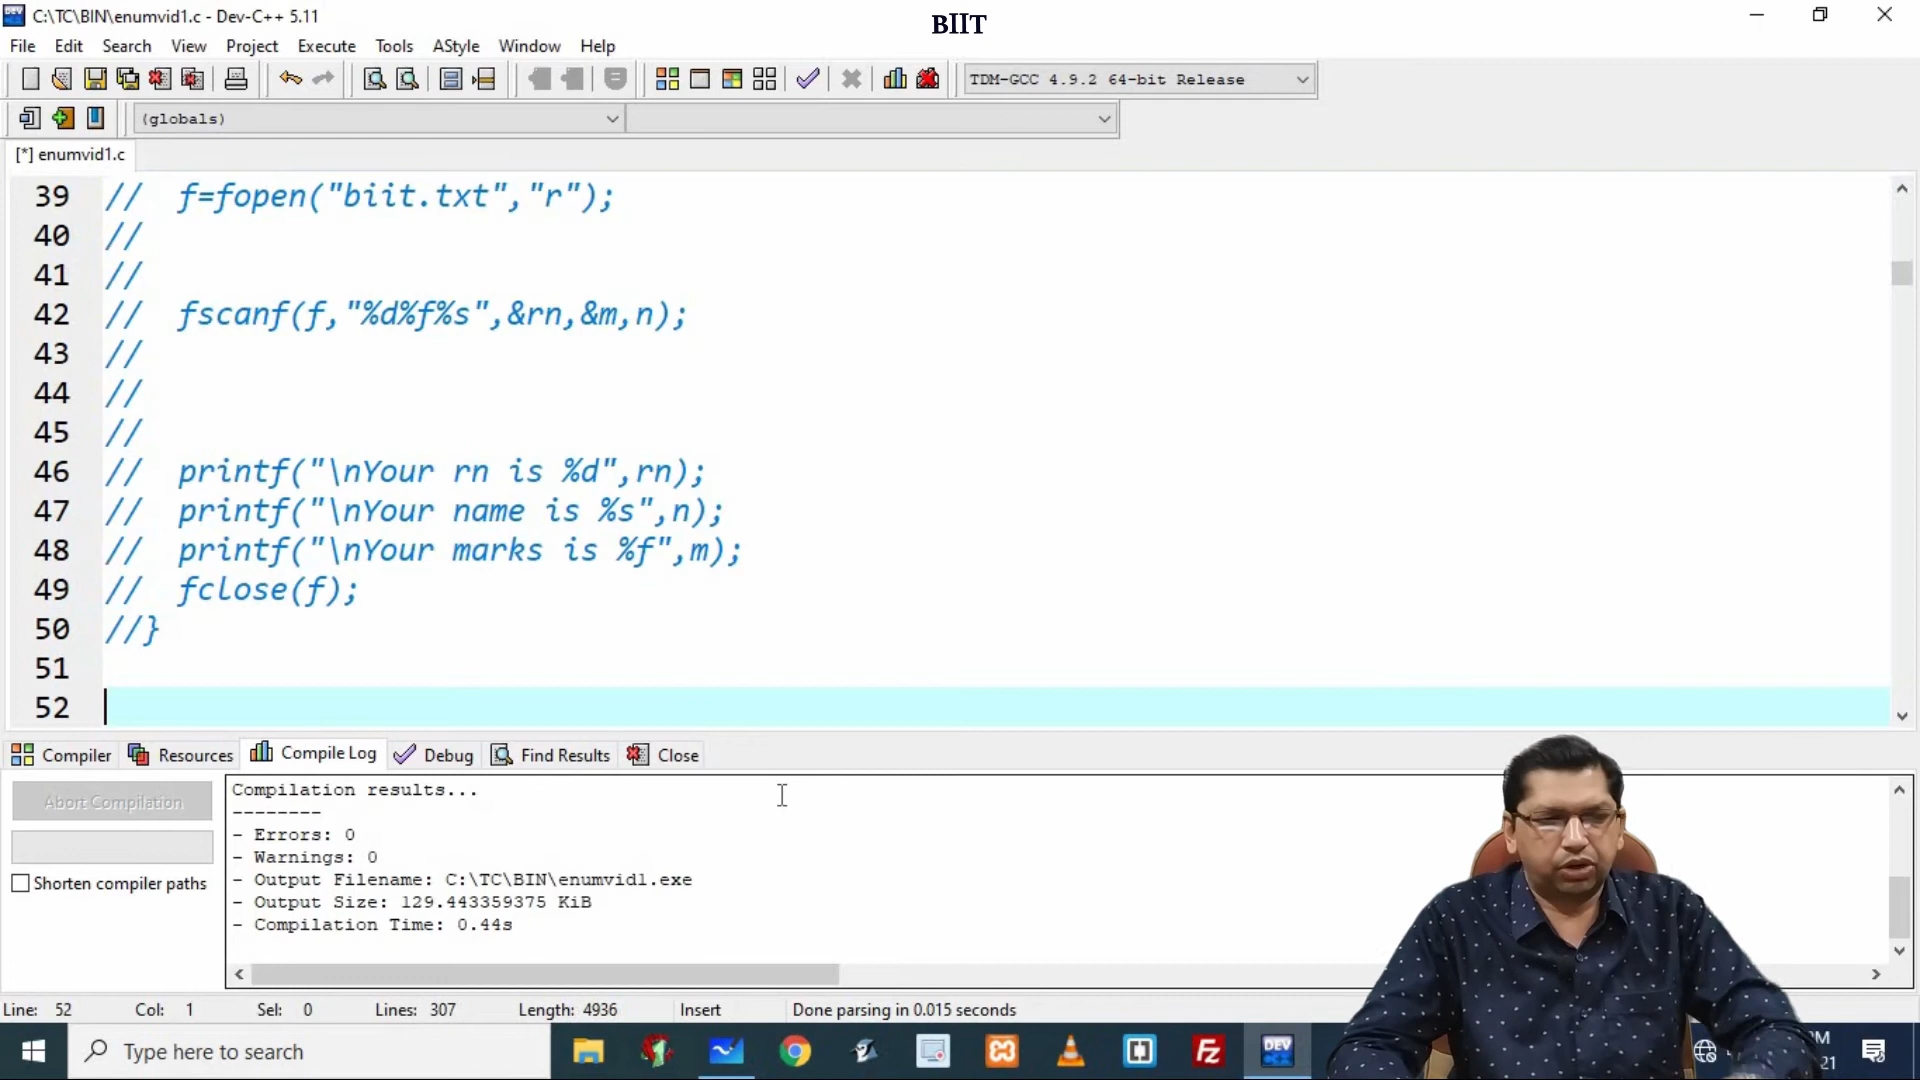 C:\TC\BIN\enumvid1.c - Dev-C++ 5.11
BIIT
File Edit Search View Project Execute Tools AStyle Window Help
TDM-GCC 4.9.2 64-bit Release
(globals)
[*] enumvid1.c
39 // f=fopen("biit.txt","r");
40 //
41 //
42 // fscanf(f,"%d%f%s",&rn,&m,n);
43 //
44 //
45 //
46 // printf("\nYour rn is %d",rn);
47 // printf("\nYour name is %s",n);
48 // printf("\nYour marks is %f",m);
49 // fclose(f);
50 //}
51
52
Compiler Resources Compile Log Debug Find Results Close
Abort Compilation
Shorten compiler paths
Compilation results...
--------
- Errors: 0
- Warnings: 0
- Output Filename: C:\TC\BIN\enumvid1.exe
- Output Size: 129.443359375 KiB
- Compilation Time: 0.44s
Line: 52 Col: 1 Sel: 0 Lines: 307 Length: 4936 Insert Done parsing in 0.015 seconds
Type here to search
DEV
Fz
M
21